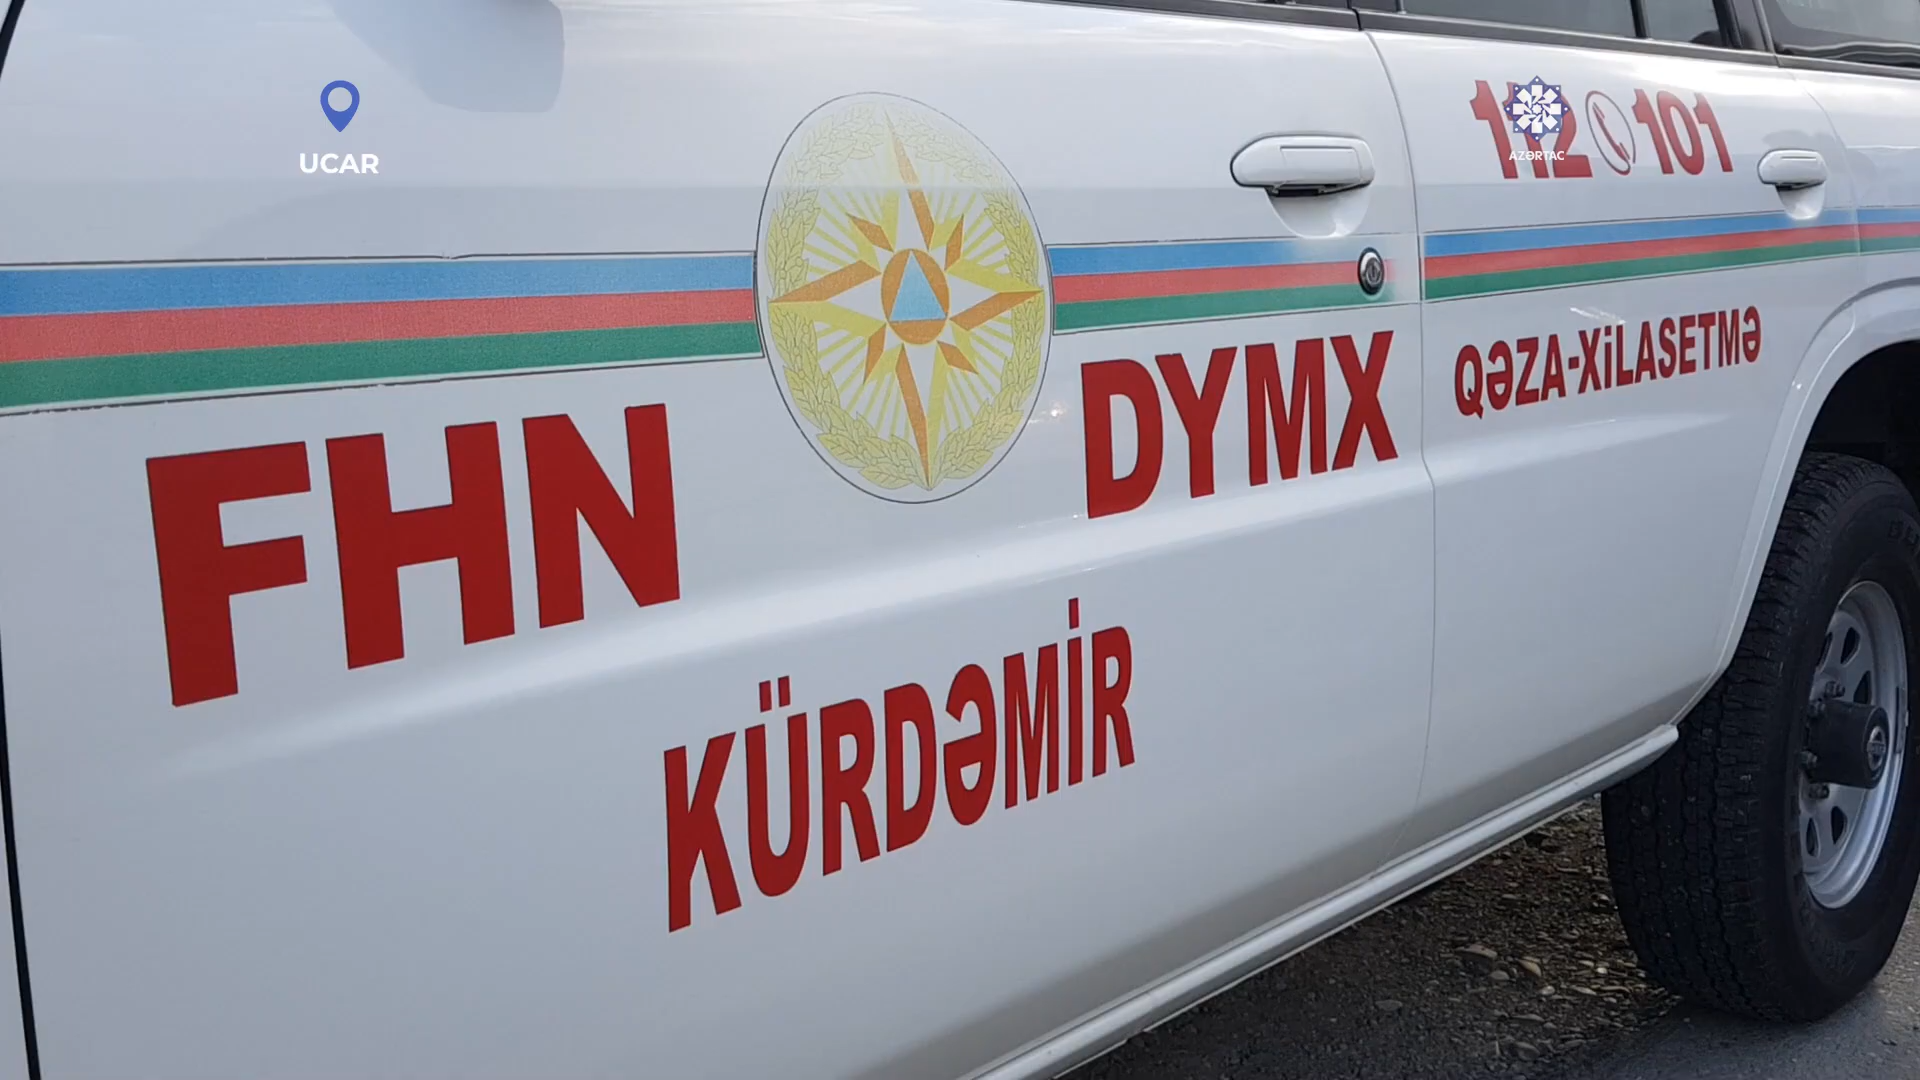 UCAR
112 101
AZƏRTAC
FHN DYMX
QƏZA-XİLASETMƏ
KÜRDƏMİR